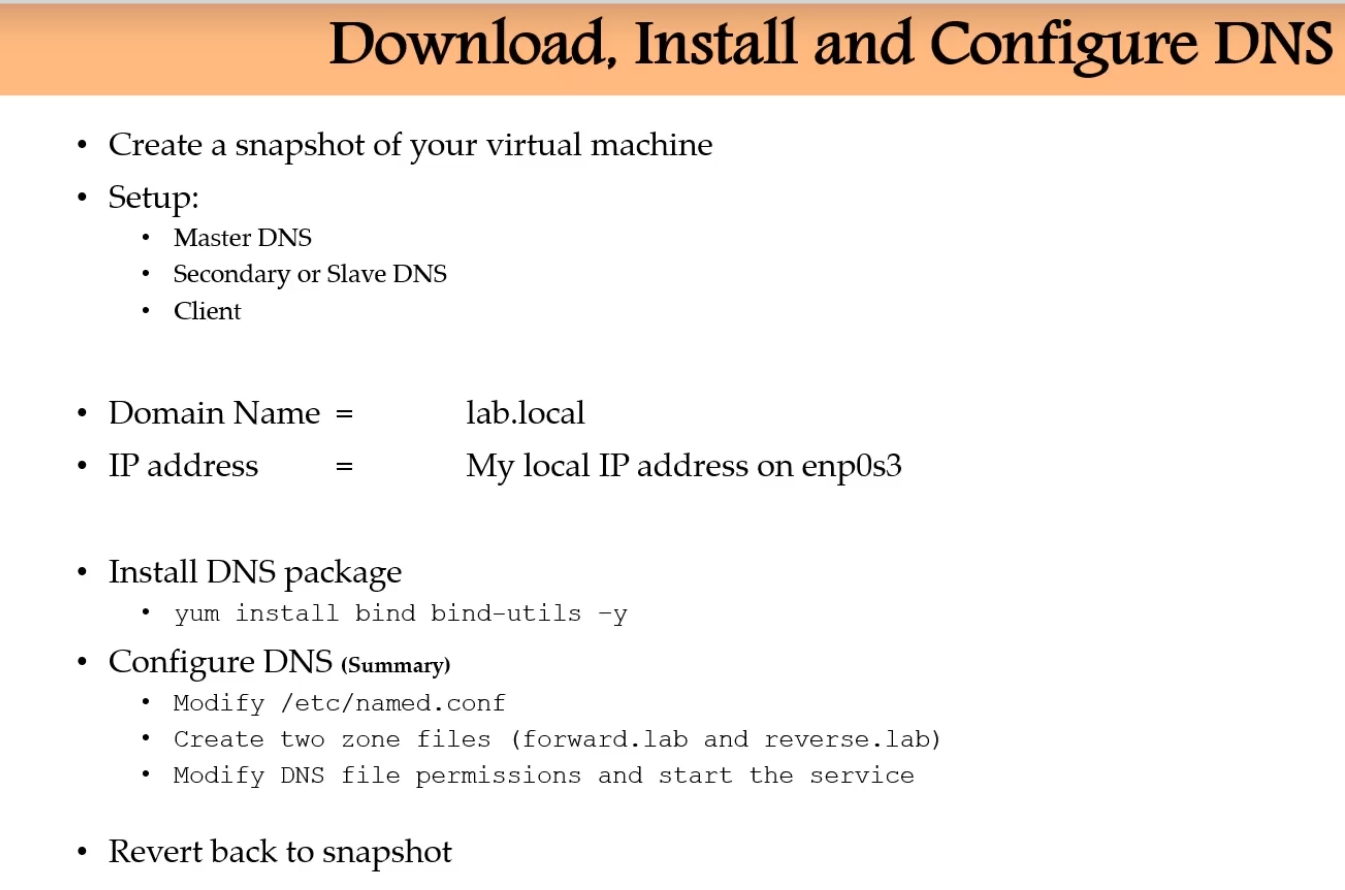 Download, Install and Configure DNS
• Create a snapshot of your virtual machine
• Setup:
• Master DNS
• Secondary or Slave DNS
• Client
• Domain Name = lab.local
• IP address = My local IP address on enp0s3
• Install DNS package
• yum install bind bind-utils –y
• Configure DNS (Summary)
• Modify /etc/named.conf
• Create two zone files (forward.lab and reverse.lab)
• Modify DNS file permissions and start the service
• Revert back to snapshot